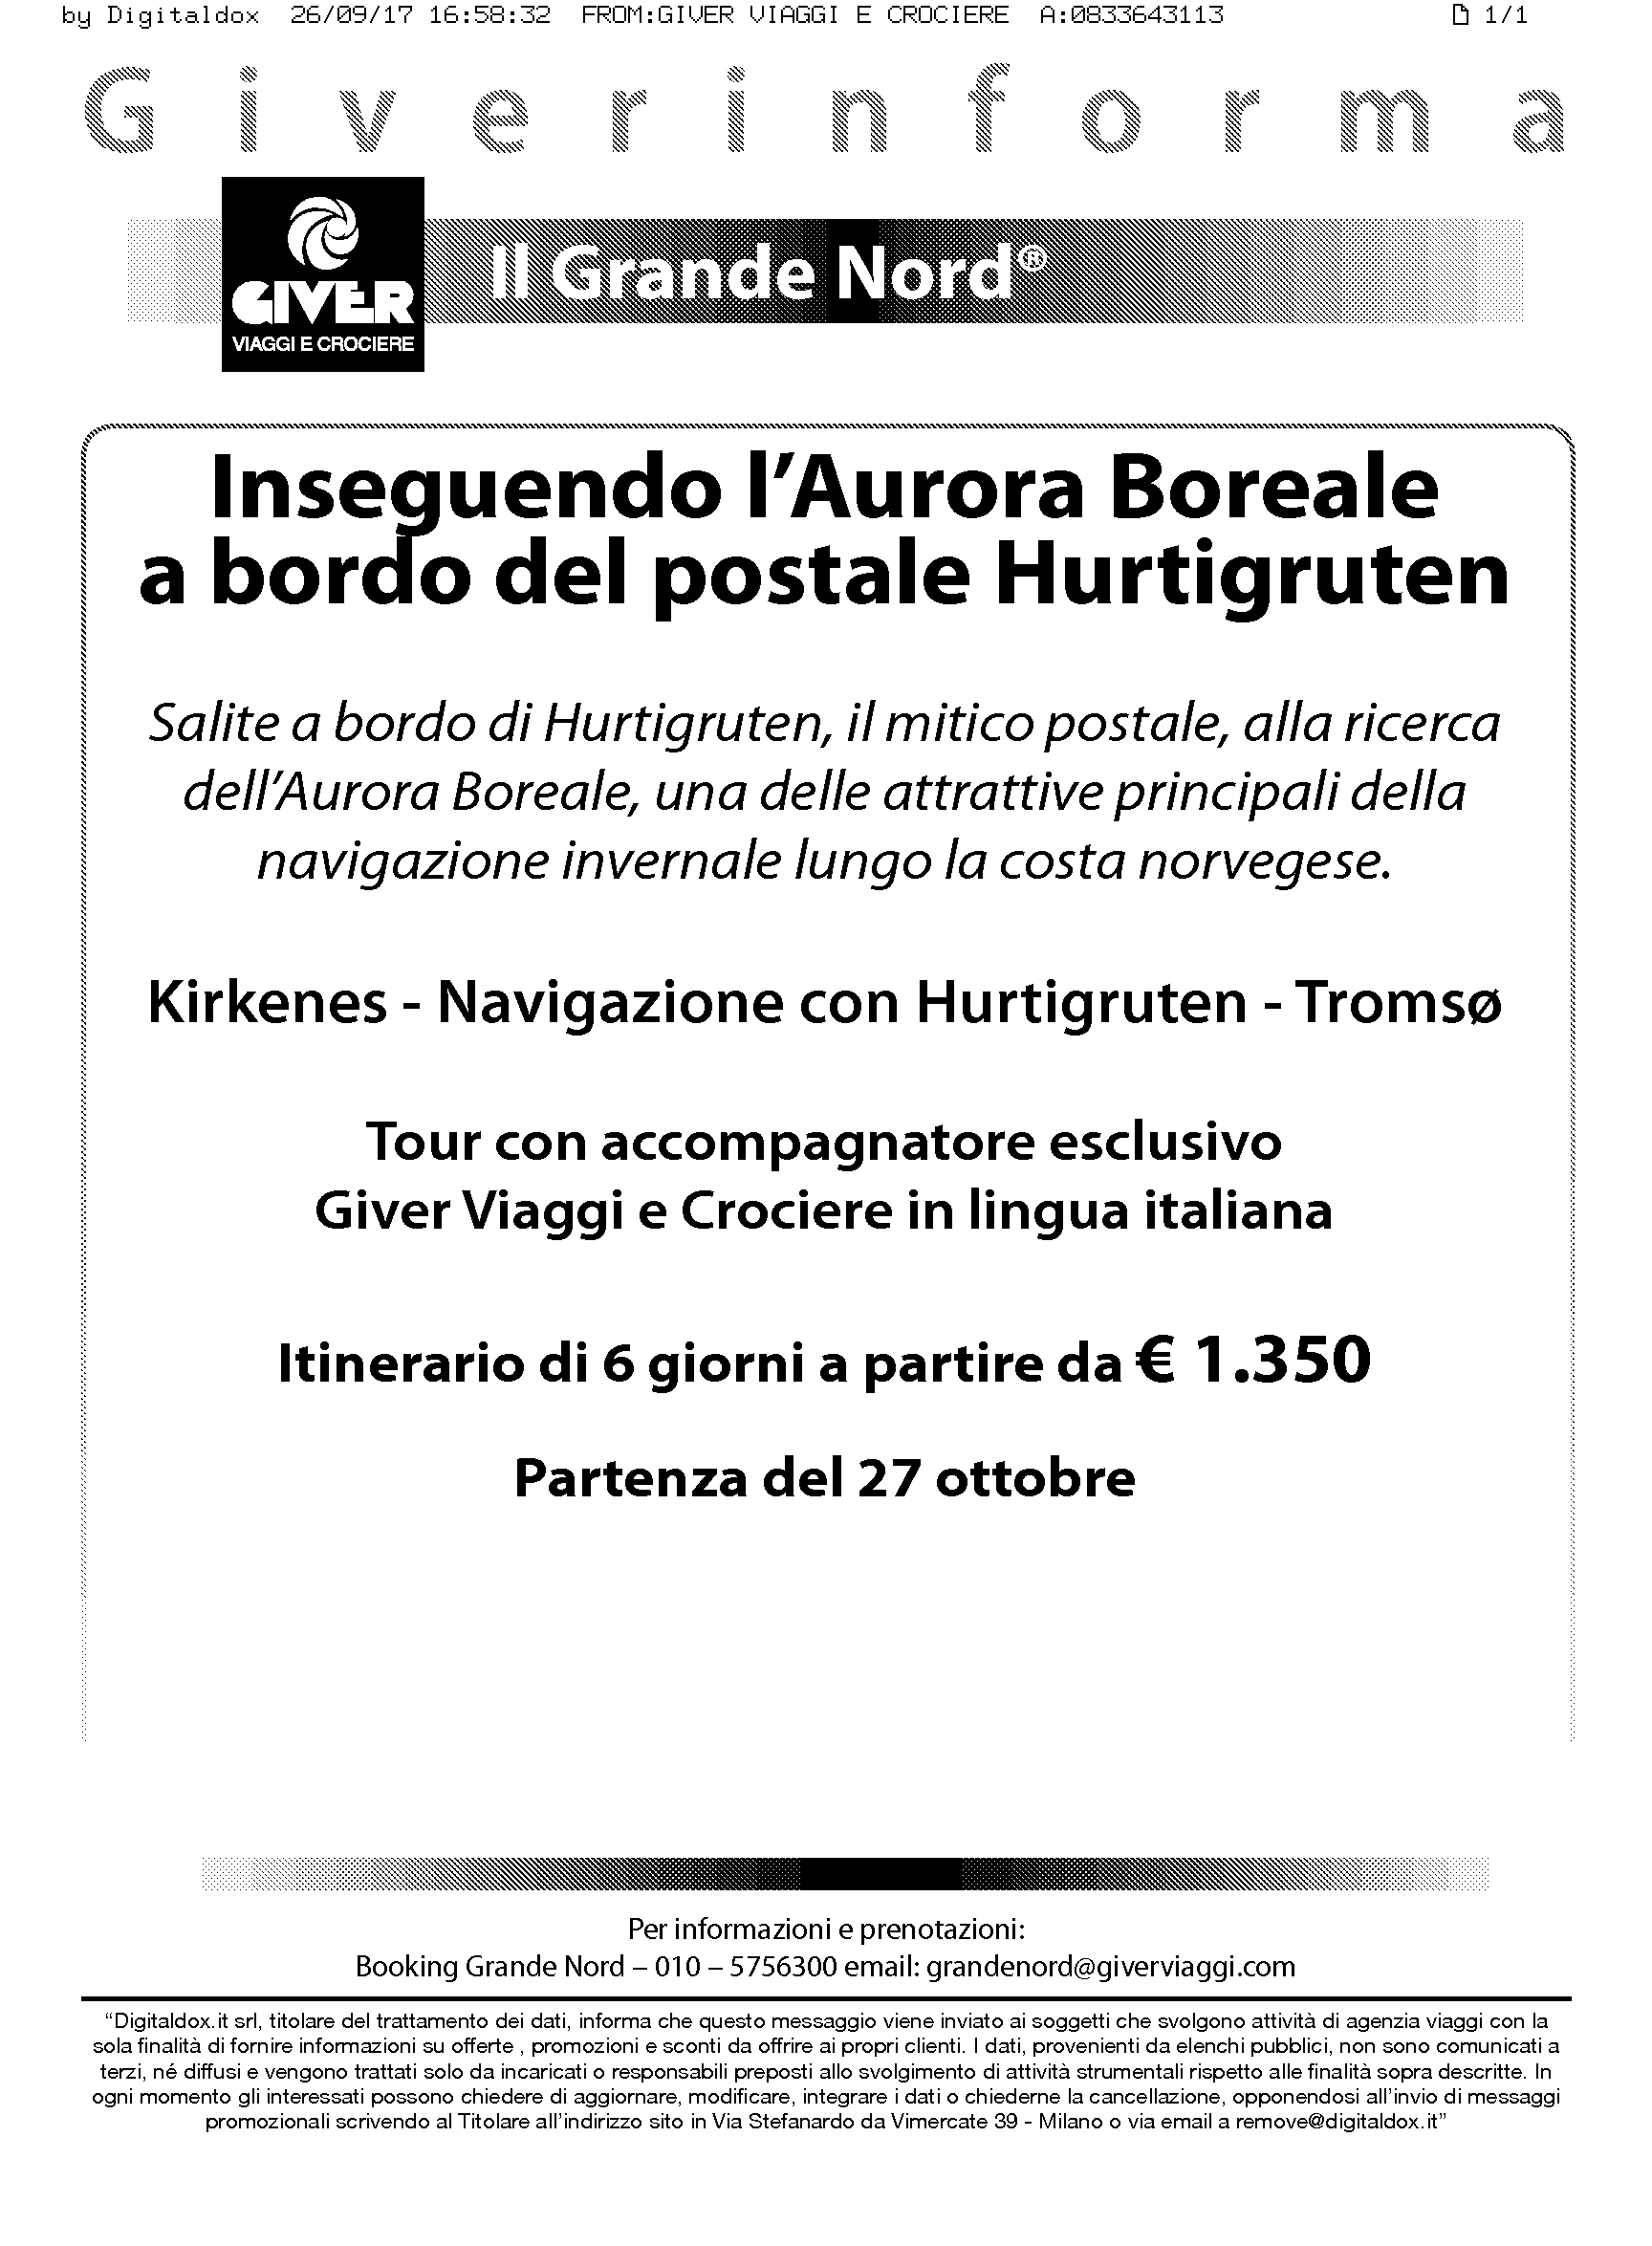 by Digitaldox 26/09/17 16:58:32 FROM:GIVER VIAGGI E CROCIERE A:0833643113 1/1
Giverinforma
GIVER
VIAGGI E CROCIERE
Il Grande Nord®
Inseguendo l’Aurora Boreale
a bordo del postale Hurtigruten
Salite a bordo di Hurtigruten, il mitico postale, alla ricerca
dell’Aurora Boreale, una delle attrattive principali della
navigazione invernale lungo la costa norvegese.
Kirkenes - Navigazione con Hurtigruten - Tromsø
Tour con accompagnatore esclusivo
Giver Viaggi e Crociere in lingua italiana
Itinerario di 6 giorni a partire da € 1.350
Partenza del 27 ottobre
Per informazioni e prenotazioni:
Booking Grande Nord – 010 – 5756300 email: grandenord@giverviaggi.com
“Digitaldox.it srl, titolare del trattamento dei dati, informa che questo messaggio viene inviato ai soggetti che svolgono attività di agenzia viaggi con la
sola finalità di fornire informazioni su offerte , promozioni e sconti da offrire ai propri clienti. I dati, provenienti da elenchi pubblici, non sono comunicati a
terzi, né diffusi e vengono trattati solo da incaricati o responsabili preposti allo svolgimento di attività strumentali rispetto alle finalità sopra descritte. In
ogni momento gli interessati possono chiedere di aggiornare, modificare, integrare i dati o chiederne la cancellazione, opponendosi all’invio di messaggi
promozionali scrivendo al Titolare all’indirizzo sito in Via Stefanardo da Vimercate 39 - Milano o via email a remove@digitaldox.it”